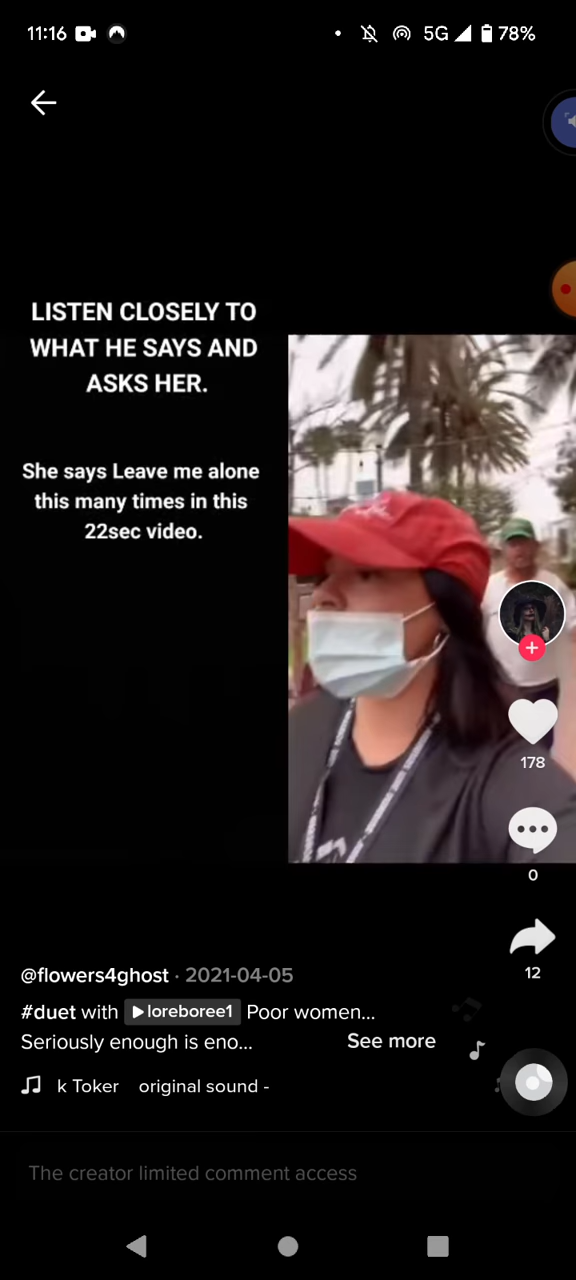 11:16
5G
78%
LISTEN CLOSELY TO
WHAT HE SAYS AND
ASKS HER.
She says Leave me alone
this many times in this
22sec video.
178
0
12
@flowers4ghost · 2021-04-05
#duet with loreboree1 Poor women...
Seriously enough is eno... See more
k Toker original sound -
The creator limited comment access